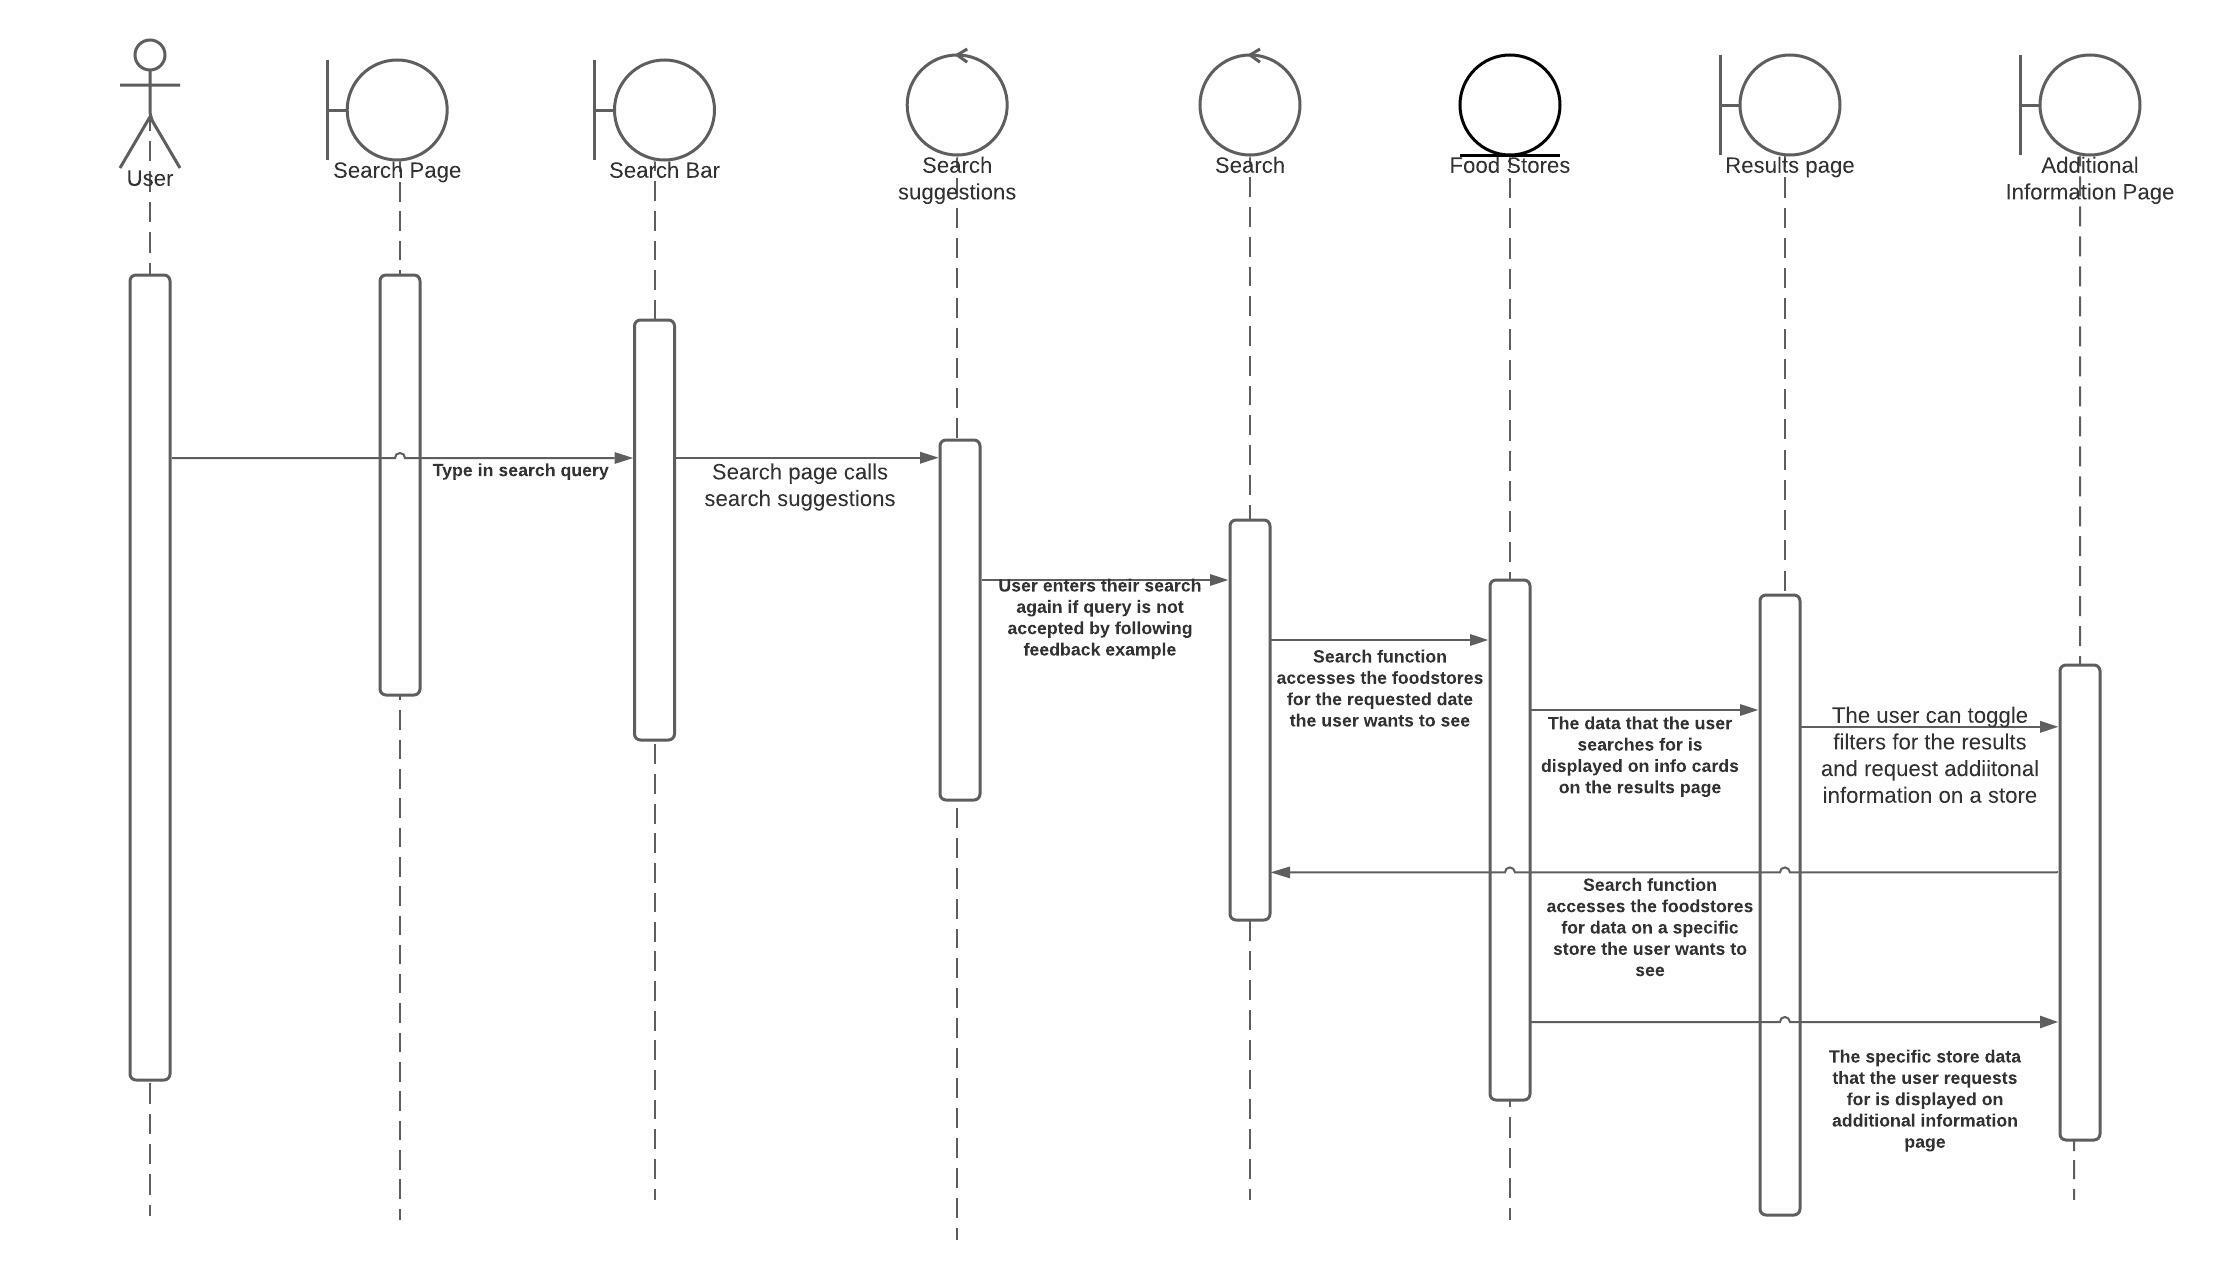 User
Search Page
Search Bar
Search
suggestions
Search
Food Stores
Results page
Additional
Information Page
Type in search query
Search page calls
search suggestions
User enters their search
again if query is not
accepted by following
feedback example
Search function
accesses the foodstores
for the requested date
the user wants to see
The data that the user
searches for is
displayed on info cards
on the results page
The user can toggle
filters for the results
and request addiitonal
information on a store
Search function
accesses the foodstores
for data on a specific
store the user wants to
see
The specific store data
that the user requests
for is displayed on
additional information
page